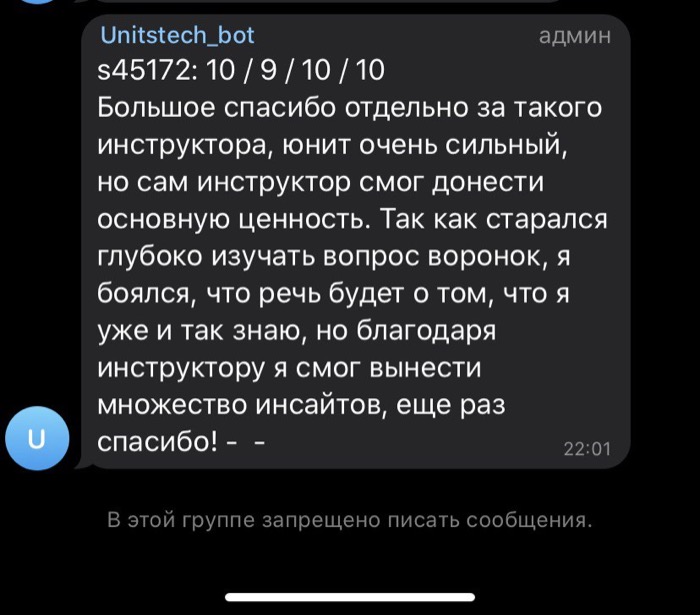 Unitstech_bot админ
s45172: 10 / 9 / 10 / 10
Большое спасибо отдельно за такого
инструктора, юнит очень сильный,
но сам инструктор смог донести
основную ценность. Так как старался
глубоко изучать вопрос воронок, я
боялся, что речь будет о том, что я
уже и так знаю, но благодаря
инструктору я смог вынести
множество инсайтов, еще раз
спасибо! - -
22:01
U
В этой группе запрещено писать сообщения.